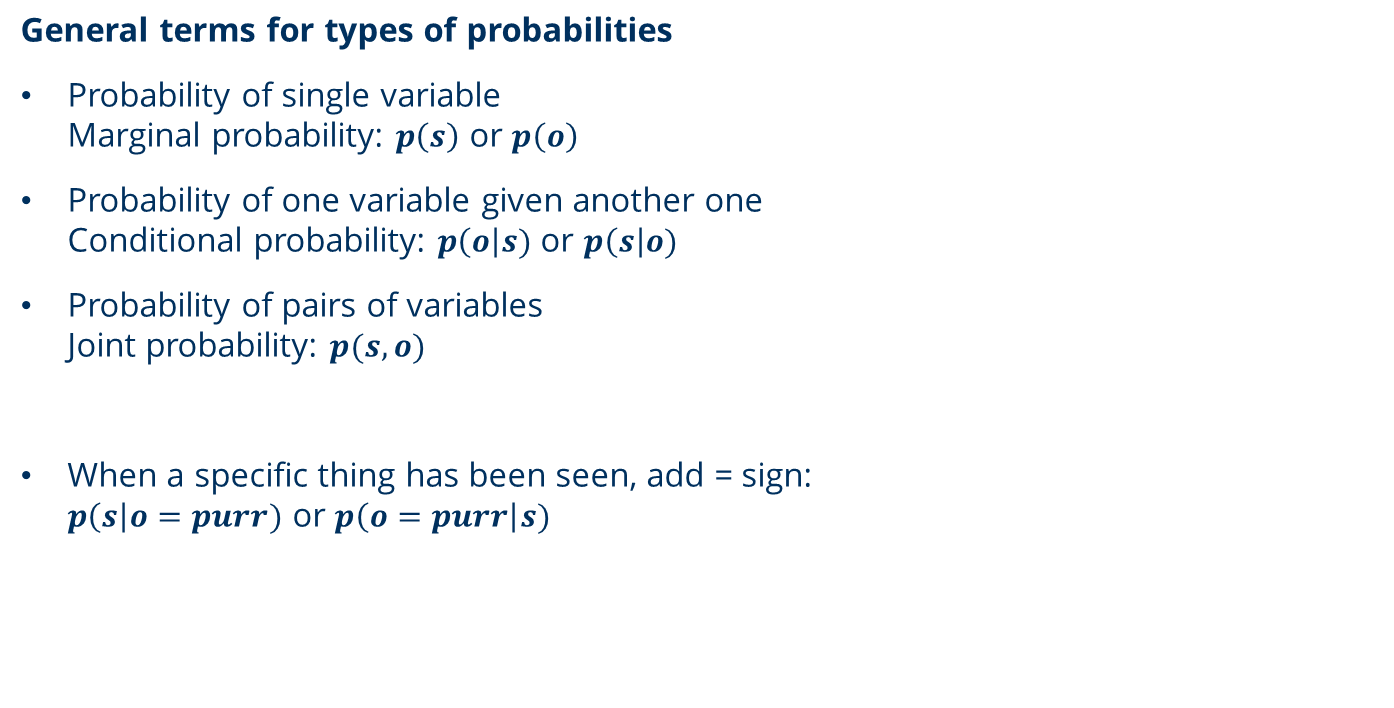 General terms for types of probabilities
• Probability of single variable
Marginal probability: p(s) or p(o)
• Probability of one variable given another one
Conditional probability: p(o|s) or p(s|o)
• Probability of pairs of variables
Joint probability: p(s, o)
• When a specific thing has been seen, add = sign:
p(s|o = purr) or p(o = purr|s)